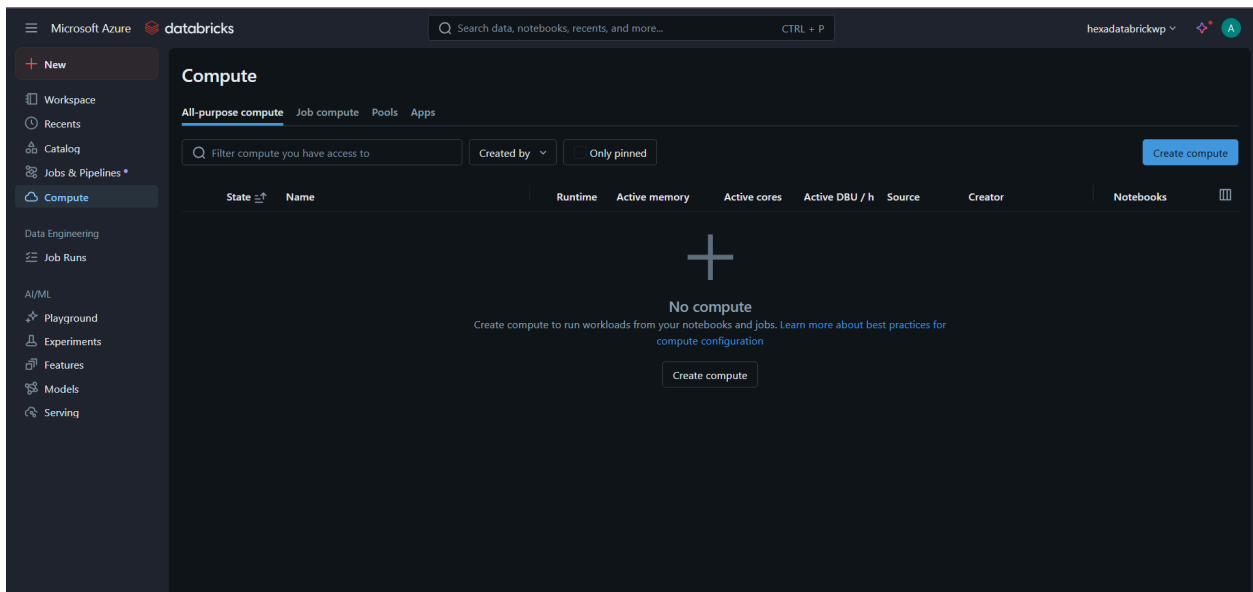 Microsoft Azure databricks
Search data, notebooks, recents, and more... CTRL + P
hexadatabrickwp
A
New
Workspace
Recents
Catalog
Jobs & Pipelines
Compute
Data Engineering
Job Runs
AI/ML
Playground
Experiments
Features
Models
Serving
Compute
All-purpose compute Job compute Pools Apps
Filter compute you have access to Created by Only pinned Create compute
State Name Runtime Active memory Active cores Active DBU / h Source Creator Notebooks
No compute
Create compute to run workloads from your notebooks and jobs. Learn more about best practices for
compute configuration
Create compute